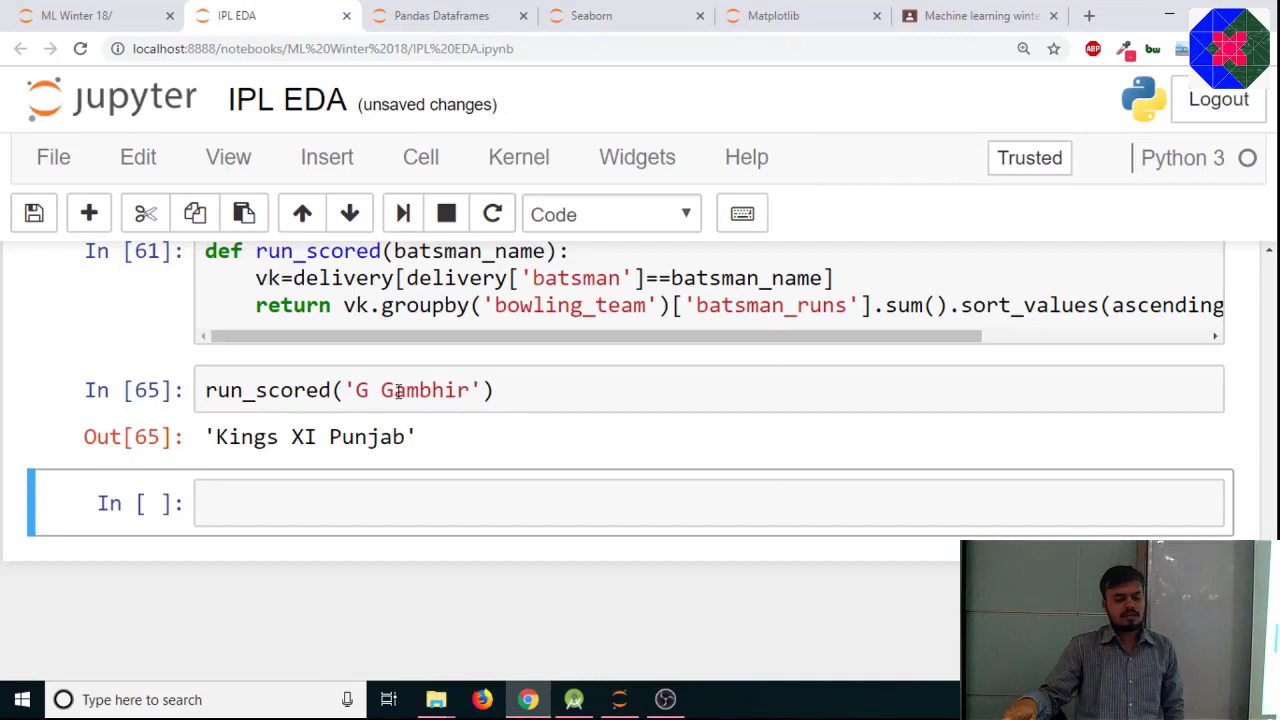 ML Winter 18/
IPL EDA
Pandas Dataframes
Seaborn
Matplotlib
Machine learning winte
localhost:8888/notebooks/ML%20Winter%2018/IPL%20EDA.ipynb
ABP
bw
jupyter
IPL EDA (unsaved changes)
Logout
File Edit View Insert Cell Kernel Widgets Help
Trusted
Python 3
Code
In [61]: def run_scored(batsman_name):
vk=delivery[delivery['batsman']==batsman_name]
return vk.groupby('bowling_team')['batsman_runs'].sum().sort_values(ascending
In [65]: run_scored('G Gambhir')
Out[65]: 'Kings XI Punjab'
In [ ]:
Type here to search